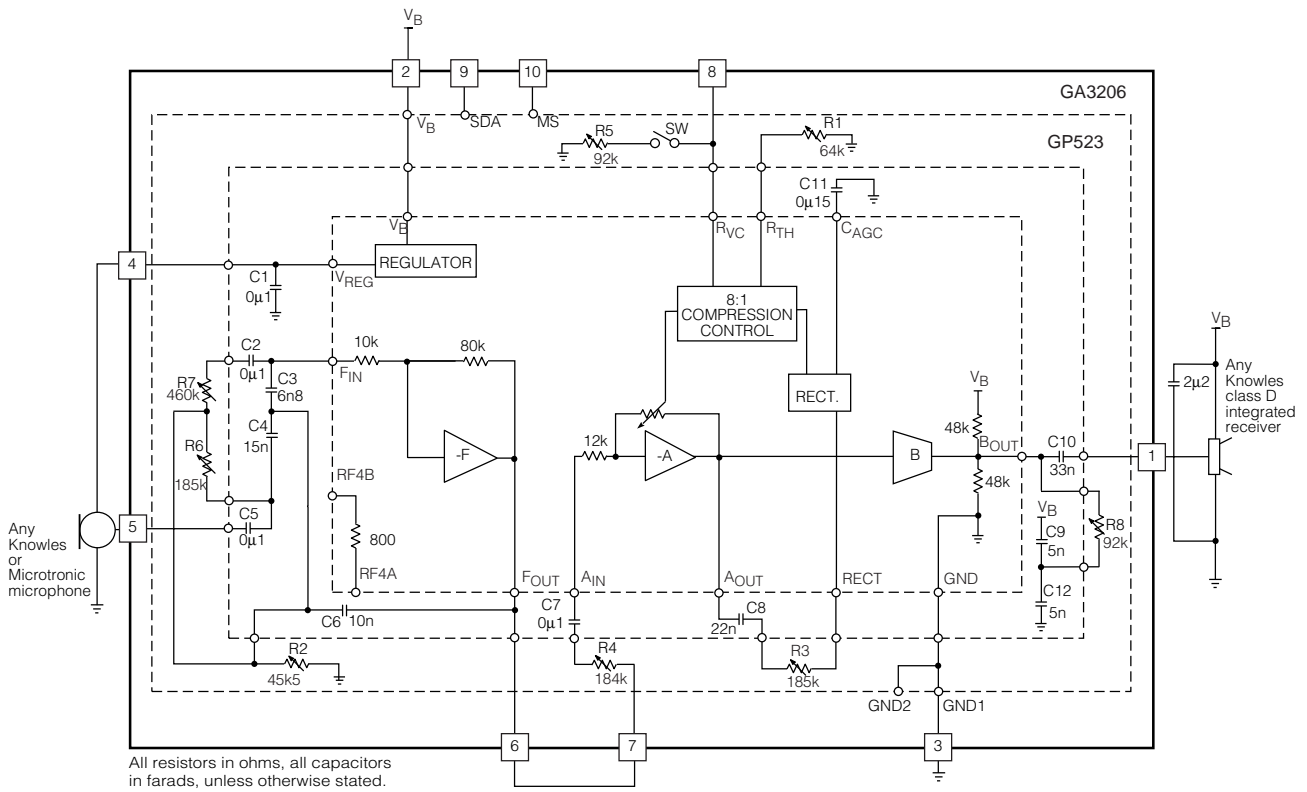 VB
2
9
10
8
GA3206
VB
SDA
MS
R5
92k
SW
R1
64k
GP523
C11
0µ15
VB
RVC
RTH
CAGC
4
REGULATOR
VREG
C1
0µ1
8:1
COMPRESSION
CONTROL
VB
C2
0µ1
FIN
10k
80k
2µ2
Any
Knowles
class D
integrated
receiver
R7
460k
C3
6n8
RECT.
VB
C4
15n
12k
48k
BOUT
C10
33n
R6
185k
-F
-A
B
1
RF4B
48k
5
C5
0µ1
VB
R8
92k
Any
Knowles
or
Microtronic
microphone
800
C9
5n
RF4A
FOUT
AIN
AOUT
RECT
GND
C12
5n
C6
10n
C7
0µ1
C8
22n
R2
45k5
R4
184k
R3
185k
GND2
GND1
6
7
3
All resistors in ohms, all capacitors
in farads, unless otherwise stated.